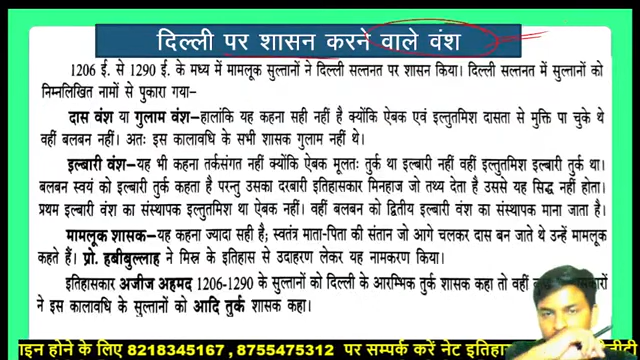 दिल्ली पर शासन करने वाले वंश
1206 ई. से 1290 ई. के मध्य में मामलूक सुल्तानों ने दिल्ली सल्तनत पर शासन किया। दिल्ली सल्तनत में सुल्तानों को
निम्नलिखित नामों से पुकारा गया–
दास वंश या गुलाम वंश–हालांकि यह कहना सही नहीं है क्योंकि ऐबक एवं इल्तुतमिश दासता से मुक्ति पा चुके थे
वहीं बलबन नहीं। अतः इस कालावधि के सभी शासक गुलाम नहीं थे।
इल्बारी वंश–यह भी कहना तर्कसंगत नहीं क्योंकि ऐबक मूलतः तुर्क था इल्बारी नहीं वहीं इल्तुतमिश इल्बारी तुर्क था।
बलबन स्वयं को इल्बारी तुर्क कहता है परन्तु उसका दरबारी इतिहासकार मिनहाज जो तथ्य देता है उससे यह सिद्ध नहीं होता।
प्रथम इल्बारी वंश का संस्थापक इल्तुतमिश था ऐबक नहीं। वहीं बलबन को द्वितीय इल्बारी वंश का संस्थापक माना जाता है।
मामलूक शासक–यह कहना ज्यादा सही है; स्वतंत्र माता-पिता की संतान जो आगे चलकर दास बन जाते थे उन्हें मामलूक
कहते हैं। प्रो. हबीबुल्लाह ने मिस्र के इतिहास से उदाहरण लेकर यह नामकरण किया।
इतिहासकार अजीज अहमद 1206-1290 के सुल्तानों को दिल्ली के आरम्भिक तुर्क शासक कहा तो वहीं
ने इस कालावधि के सुल्तानों को आदि तुर्क शासक कहा।
इन होने के लिए 8218345167 , 8755475312 पर सम्पर्क करें नेट इतिहा